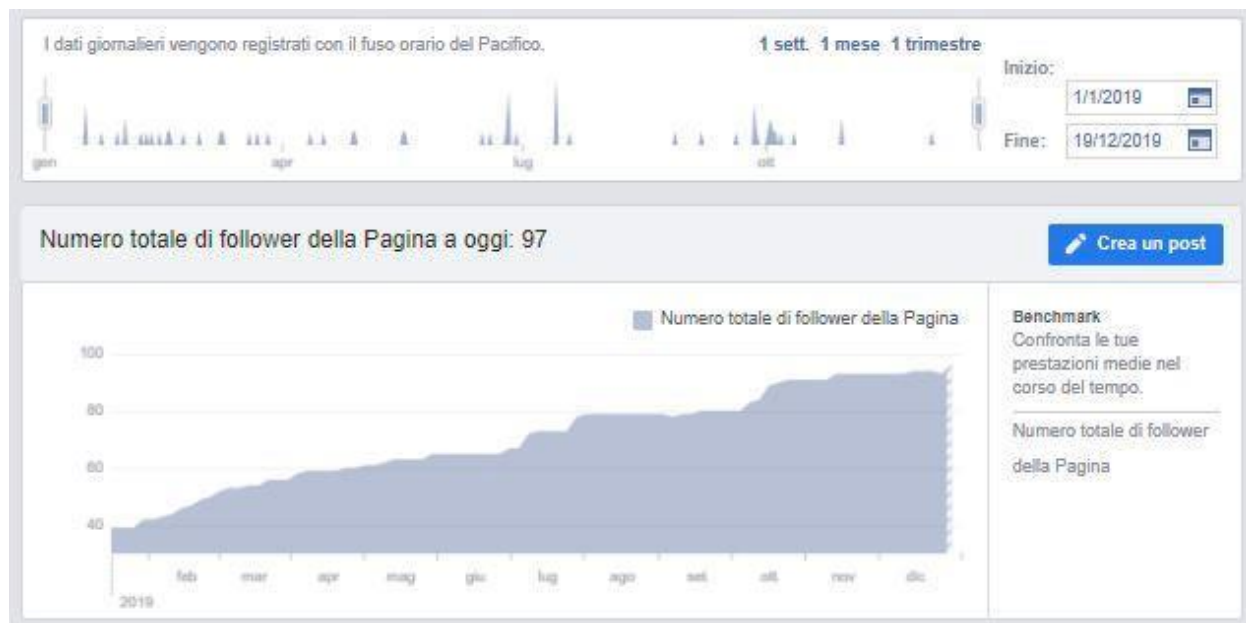 I dati giornalieri vengono registrati con il fuso orario del Pacifico.
1 sett. 1 mese 1 trimestre
Inizio:
1/1/2019
Fine:
19/12/2019
gen apr lug ott
Numero totale di follower della Pagina a oggi: 97
Crea un post
Numero totale di follower della Pagina
100
80
60
40
feb mar apr mag giu lug ago set ott nov dic
2019
Benchmark
Confronta le tue
prestazioni medie nel
corso del tempo.
Numero totale di follower
della Pagina